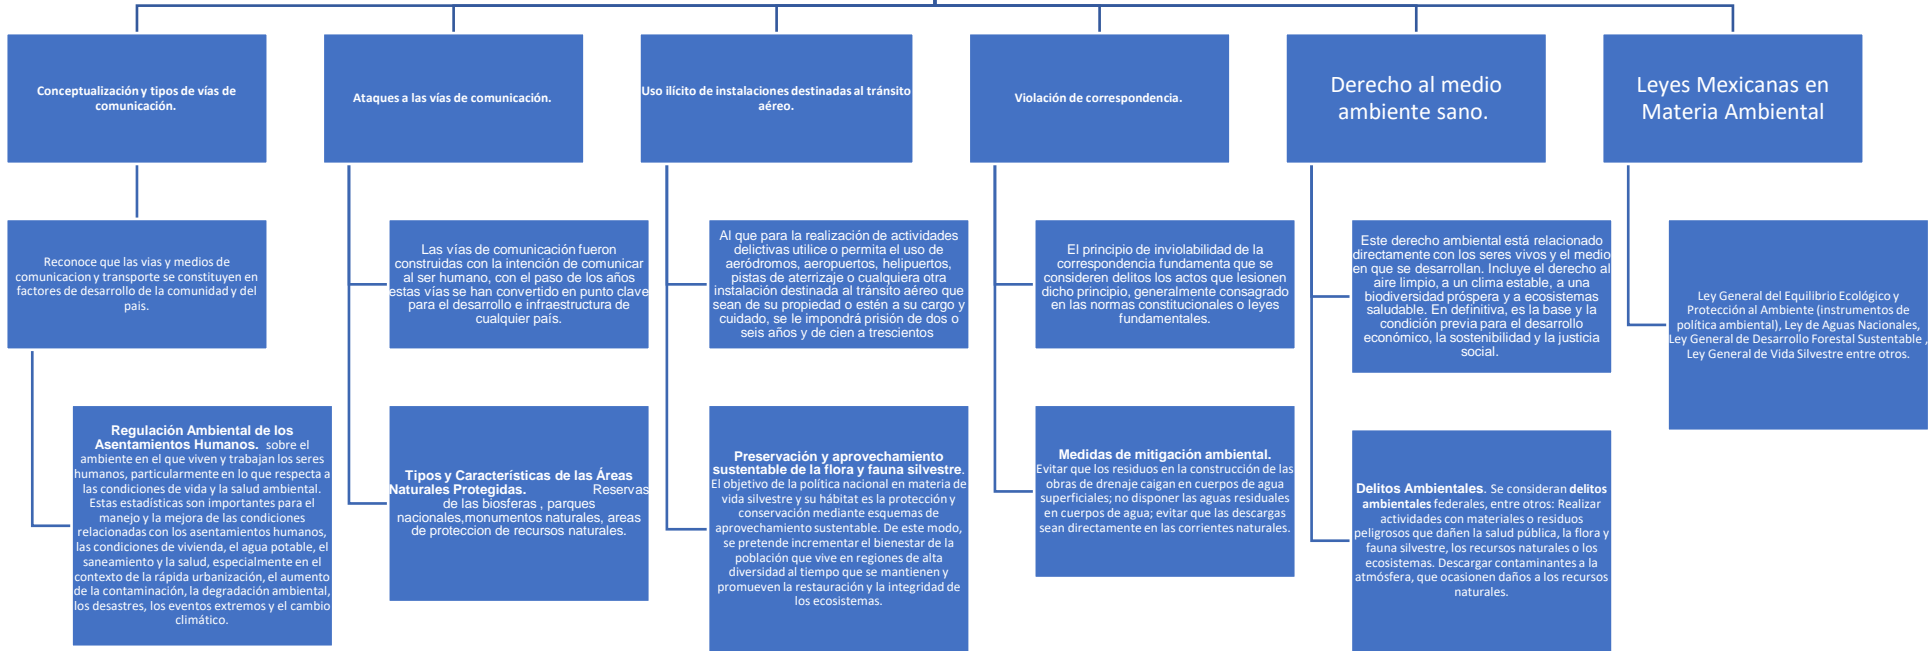 Conceptualización y tipos de vías de
comunicación.
Ataques a las vías de comunicación.
Uso ilícito de instalaciones destinadas al tránsito
aéreo.
Violación de correspondencia.
Derecho al medio
ambiente sano.
Leyes Mexicanas en
Materia Ambiental
Reconoce que las vias y medios de
comunicacion y transporte se constituyen en
factores de desarrollo de la comunidad y del
pais.
Las vías de comunicación fueron
construidas con la intención de comunicar
al ser humano, con el paso de los años
estas vías se han convertido en punto clave
para el desarrollo e infraestructura de
cualquier país.
Al que para la realización de actividades
delictivas utilice o permita el uso de
aeródromos, aeropuertos, helipuertos,
pistas de aterrizaje o cualquiera otra
instalación destinada al tránsito aéreo que
sean de su propiedad o estén a su cargo y
cuidado, se le impondrá prisión de dos o
seis años y de cien a trescientos
El principio de inviolabilidad de la
correspondencia fundamenta que se
consideren delitos los actos que lesionen
dicho principio, generalmente consagrado
en las normas constitucionales o leyes
fundamentales.
Este derecho ambiental está relacionado
directamente con los seres vivos y el medio
en que se desarrollan. Incluye el derecho al
aire limpio, a un clima estable, a una
biodiversidad próspera y a ecosistemas
saludable. En definitiva, es la base y la
condición previa para el desarrollo
económico, la sostenibilidad y la justicia
social.
Ley General del Equilibrio Ecológico y
Protección al Ambiente (instrumentos de
política ambiental), Ley de Aguas Nacionales,
Ley General de Desarrollo Forestal Sustentable ,
Ley General de Vida Silvestre entre otros.
Regulación Ambiental de los
Asentamientos Humanos. sobre el
ambiente en el que viven y trabajan los seres
humanos, particularmente en lo que respecta a
las condiciones de vida y la salud ambiental.
Estas estadísticas son importantes para el
manejo y la mejora de las condiciones
relacionadas con los asentamientos humanos,
las condiciones de vivienda, el agua potable, el
saneamiento y la salud, especialmente en el
contexto de la rápida urbanización, el aumento
de la contaminación, la degradación ambiental,
los desastres, los eventos extremos y el cambio
climático.
Tipos y Características de las Áreas
Naturales Protegidas. Reservas
de las biosferas , parques
nacionales,monumentos naturales, areas
de proteccion de recursos naturales.
Preservación y aprovechamiento
sustentable de la flora y fauna silvestre.
El objetivo de la política nacional en materia de
vida silvestre y su hábitat es la protección y
conservación mediante esquemas de
aprovechamiento sustentable. De este modo,
se pretende incrementar el bienestar de la
población que vive en regiones de alta
diversidad al tiempo que se mantienen y
promueven la restauración y la integridad de
los ecosistemas.
Medidas de mitigación ambiental.
Evitar que los residuos en la construcción de las
obras de drenaje caigan en cuerpos de agua
superficiales; no disponer las aguas residuales
en cuerpos de agua; evitar que las descargas
sean directamente en las corrientes naturales.
Delitos Ambientales. Se consideran delitos
ambientales federales, entre otros: Realizar
actividades con materiales o residuos
peligrosos que dañen la salud pública, la flora y
fauna silvestre, los recursos naturales o los
ecosistemas. Descargar contaminantes a la
atmósfera, que ocasionen daños a los recursos
naturales.